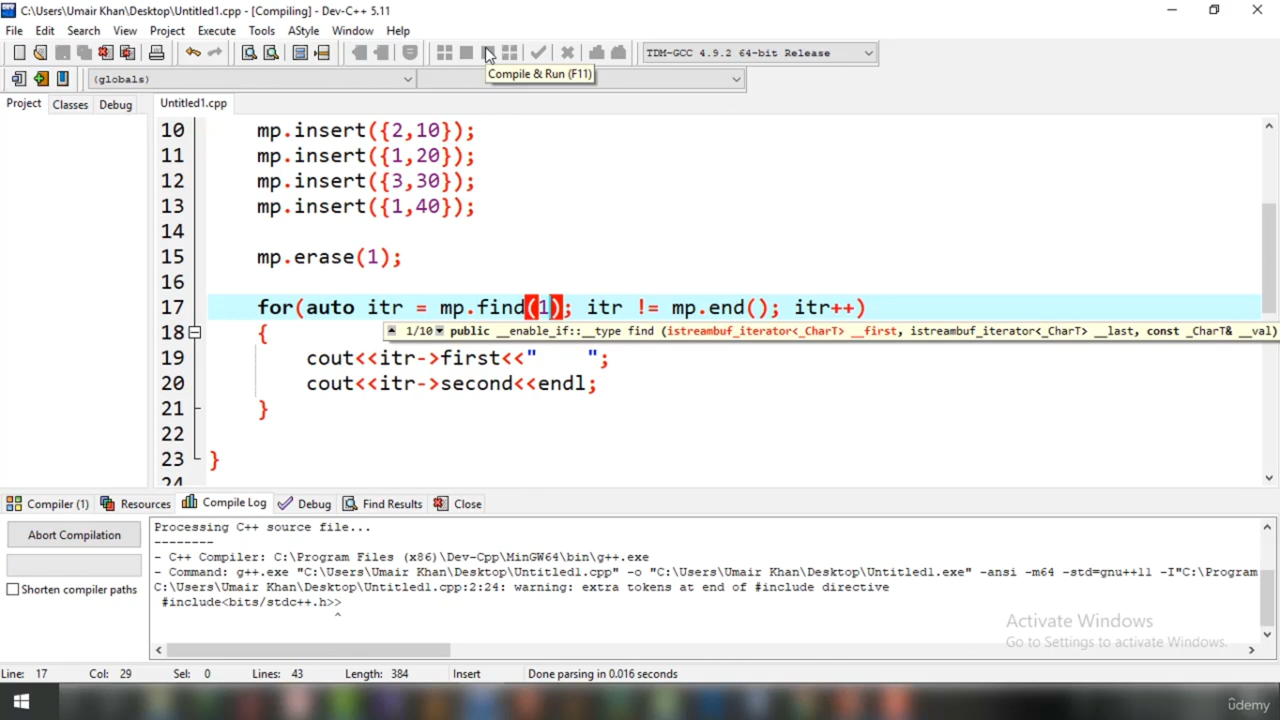 C:\Users\Umair Khan\Desktop\Untitled1.cpp - [Compiling] - Dev-C++ 5.11
File Edit Search View Project Execute Tools AStyle Window Help
TDM-GCC 4.9.2 64-bit Release
Compile & Run (F11)
(globals)
Project Classes Debug Untitled1.cpp
10 mp.insert({2,10});
11 mp.insert({1,20});
12 mp.insert({3,30});
13 mp.insert({1,40});
14
15 mp.erase(1);
16
17 for(auto itr = mp.find(1); itr != mp.end(); itr++)
18 {
1/10 public __enable_if::__type find (istreambuf_iterator<_CharT> __first, istreambuf_iterator<_CharT> __last, const _CharT& __val)
19 cout<<itr->first<<"    ";
20 cout<<itr->second<<endl;
21 }
22
23 }
24
Compiler (1) Resources Compile Log Debug Find Results Close
Abort Compilation
Shorten compiler paths
Processing C++ source file...
--------
- C++ Compiler: C:\Program Files (x86)\Dev-Cpp\MinGW64\bin\g++.exe
- Command: g++.exe "C:\Users\Umair Khan\Desktop\Untitled1.cpp" -o "C:\Users\Umair Khan\Desktop\Untitled1.exe" -ansi -m64 -std=gnu++11 -I"C:\Program
C:\Users\Umair Khan\Desktop\Untitled1.cpp:2:24: warning: extra tokens at end of #include directive
#include<bits/stdc++.h>>
^
Activate Windows
Go to Settings to activate Windows.
Line: 17 Col: 29 Sel: 0 Lines: 43 Length: 384 Insert Done parsing in 0.016 seconds
ûdemy